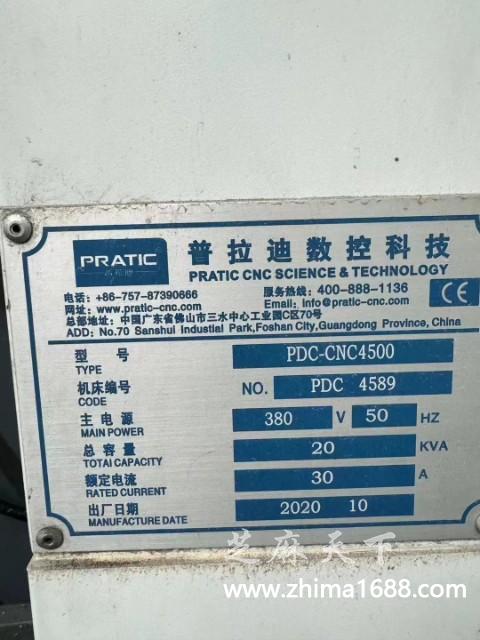 PRATIC
普拉迪数控科技
PRATIC CNC SCIENCE & TECHNOLOGY
电话: +86-757-87390666
服务热线: 400-888-1136
网址: www.pratic-cnc.com
Email: info@pratic-cnc.com
总部地址: 中国广东省佛山市三水中心工业园C区70号
ADD: No.70 Sanshui Industial Park,Foshan City,Guangdong Province, China
CE
型号 PDC-CNC4500
TYPE
机床编号 NO. PDC 4589
CODE
主电源 380 V 50 HZ
MAIN POWER
总容量 20 KVA
TOTAI CAPACITY
额定电流 30 A
RATED CURRENT
出厂日期 2020 10
MANUFACTURE DATE
芝麻天下
www.zhima1688.com